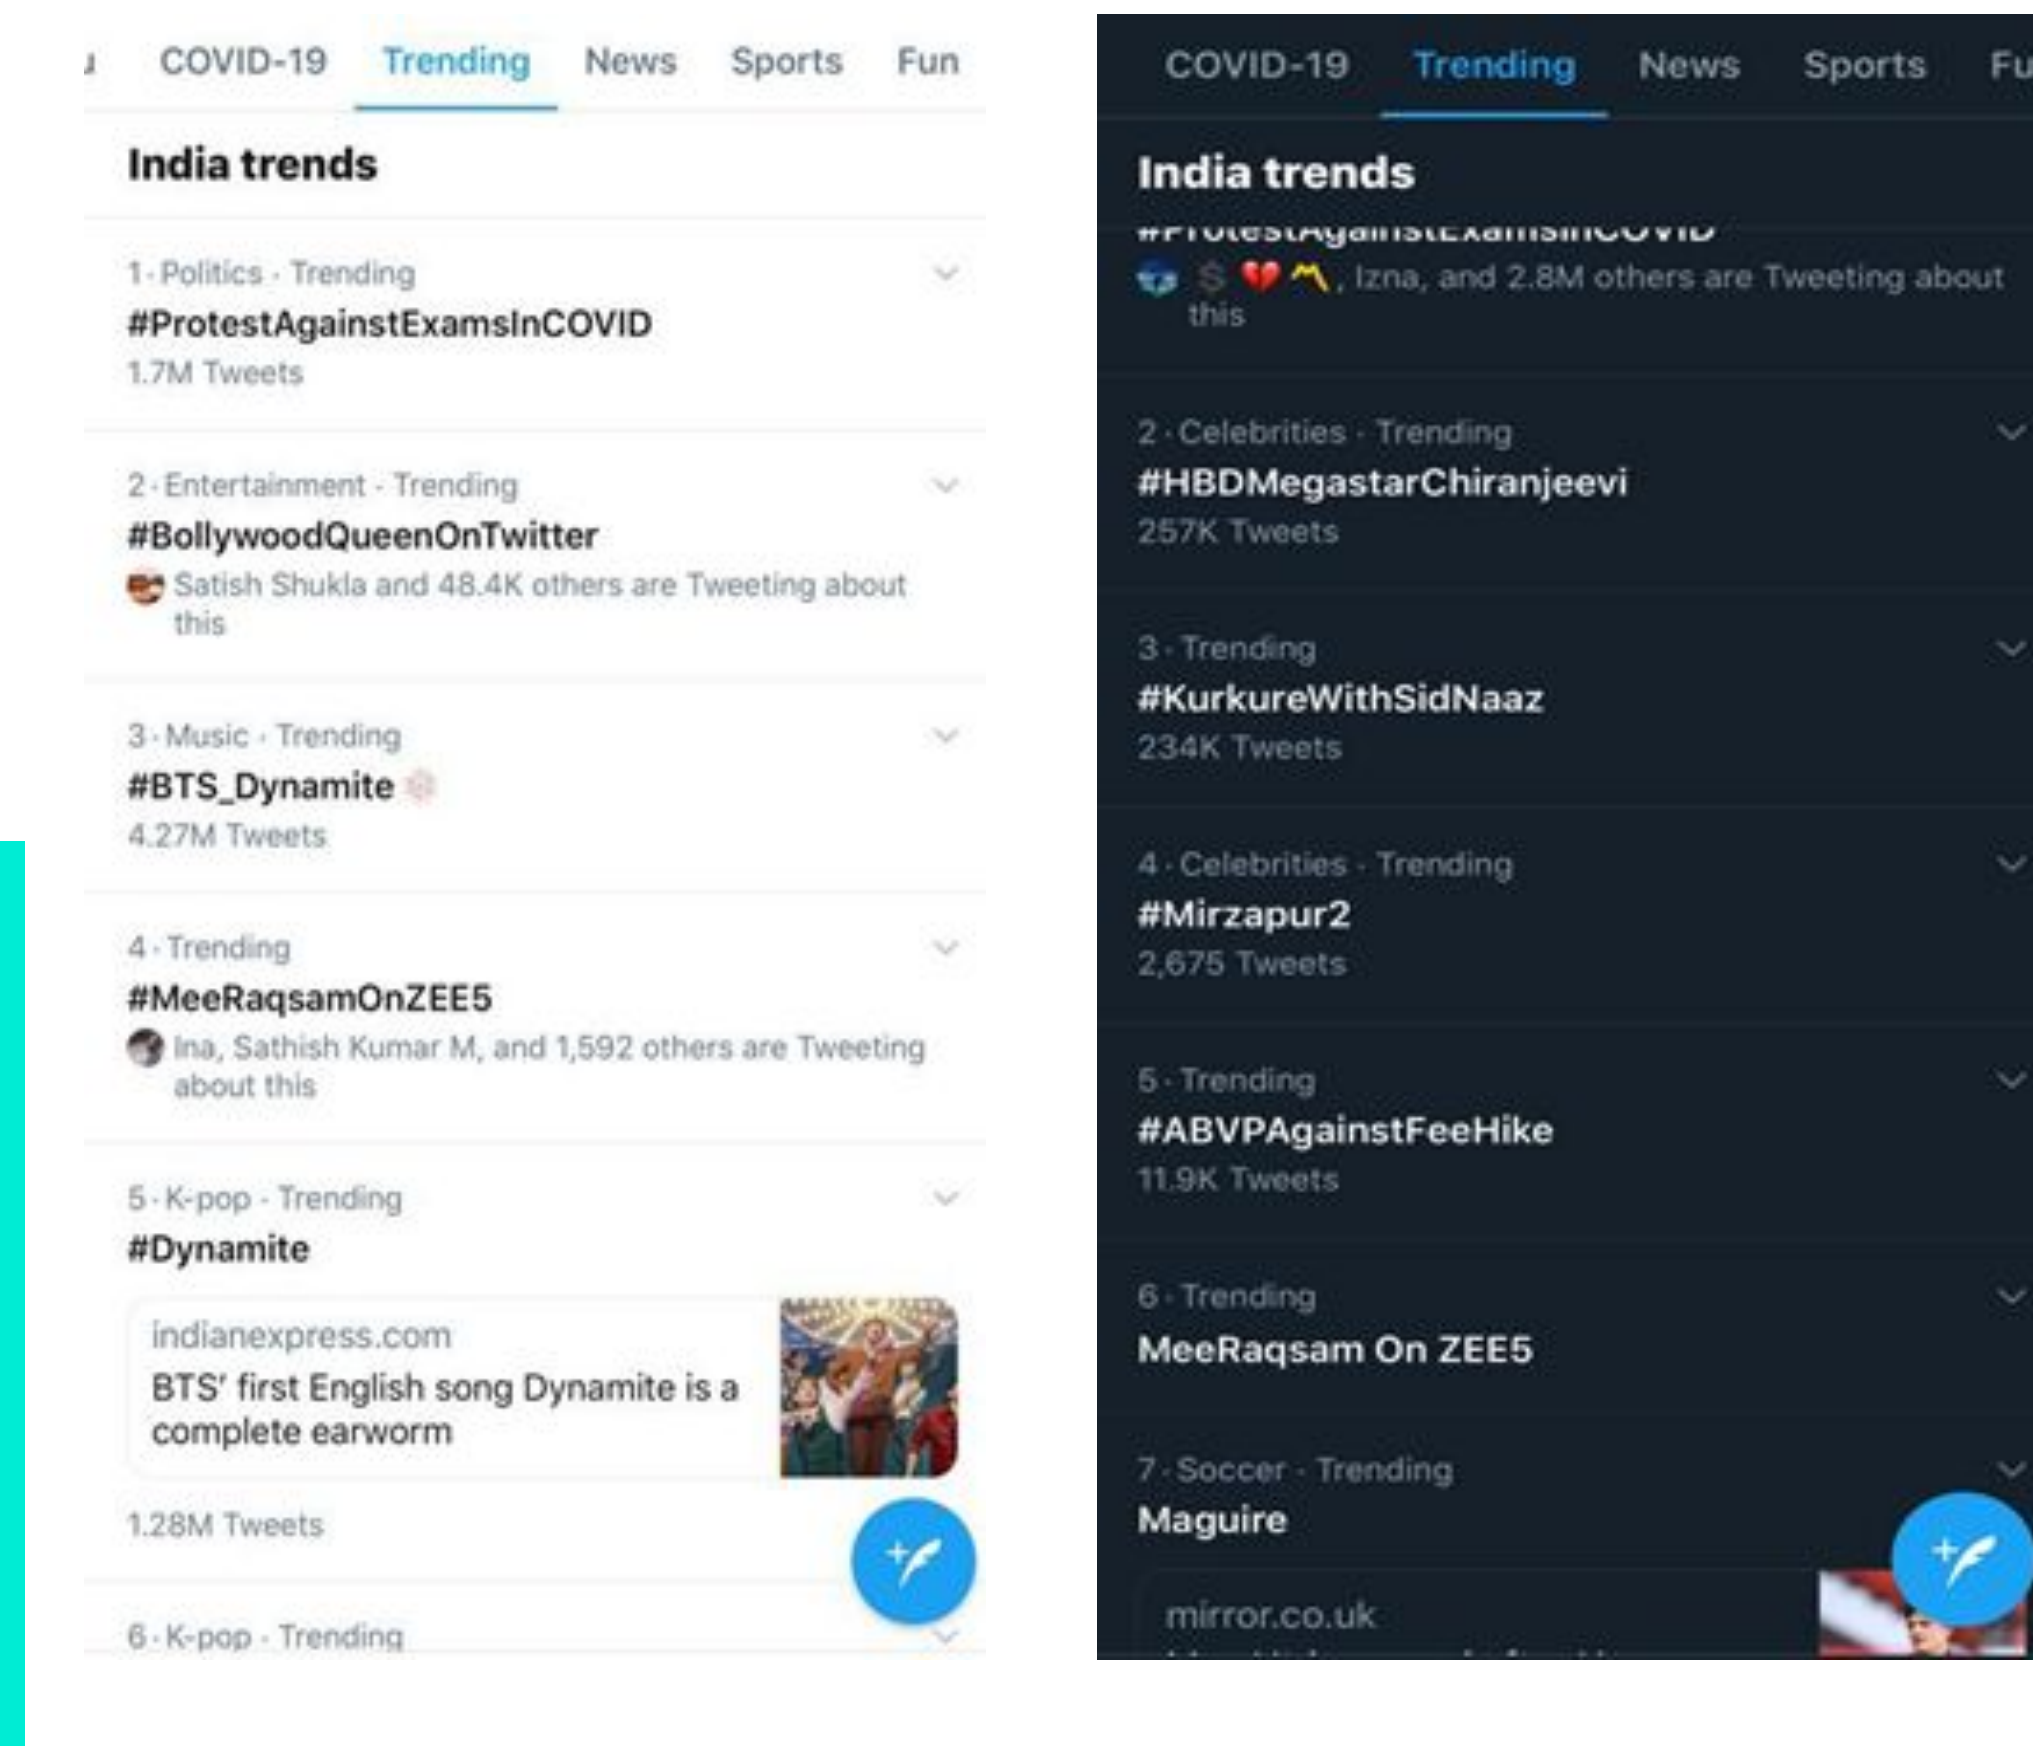 COVID-19 Trending News Sports Fun
India trends
1 · Politics · Trending
#ProtestAgainstExamsInCOVID
1.7M Tweets
2 · Entertainment · Trending
#BollywoodQueenOnTwitter
Satish Shukla and 48.4K others are Tweeting about
this
3 · Music · Trending
#BTS_Dynamite
4.27M Tweets
4 · Trending
#MeeRaqsamOnZEE5
Ina, Sathish Kumar M, and 1,592 others are Tweeting
about this
5 · K-pop · Trending
#Dynamite
indianexpress.com
BTS' first English song Dynamite is a
complete earworm
1.28M Tweets
6 · K-pop · Trending
COVID-19 Trending News Sports Fu
India trends
#ProtestAgainstExamsInCOVID
, Izna, and 2.8M others are Tweeting about
this
2 · Celebrities · Trending
#HBDMegastarChiranjeevi
257K Tweets
3 · Trending
#KurkureWithSidNaaz
234K Tweets
4 · Celebrities · Trending
#Mirzapur2
2,675 Tweets
5 · Trending
#ABVPAgainstFeeHike
11.9K Tweets
6 · Trending
MeeRaqsam On ZEE5
7 · Soccer · Trending
Maguire
mirror.co.uk